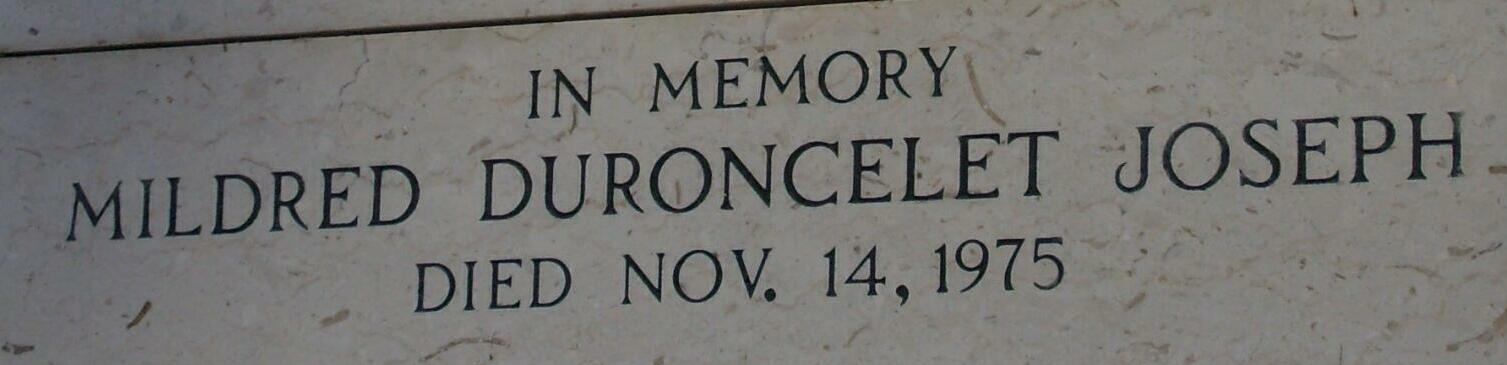 IN MEMORY
MILDRED DURONCELET JOSEPH
DIED NOV. 14, 1975